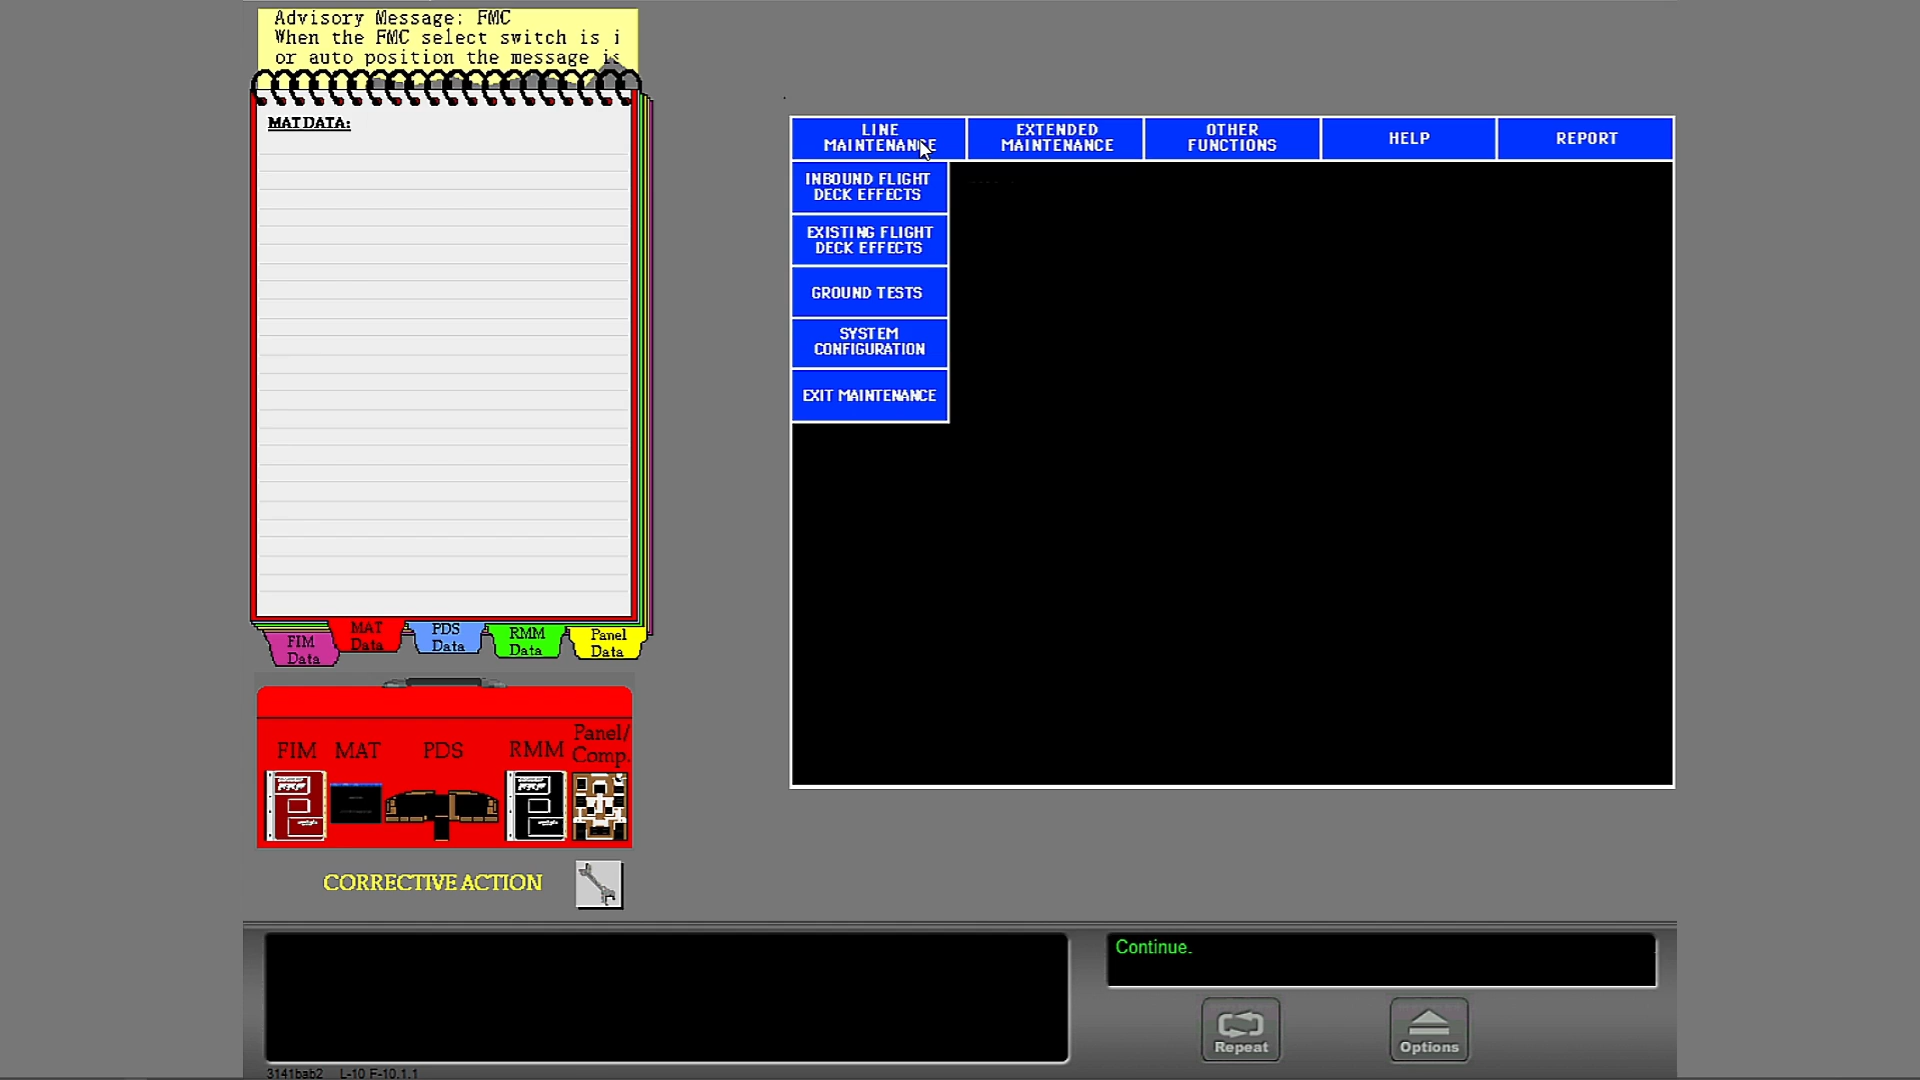 Advisory Message: FMC
When the FMC select switch is i
or auto position the message is
MAT DATA:
FIM
Data
MAT
Data
PDS
Data
RMM
Data
Panel
Data
FIM
MAT
PDS
RMM
Panel/
Comp.
CORRECTIVE ACTION
LINE
MAINTENANCE
EXTENDED
MAINTENANCE
OTHER
FUNCTIONS
HELP
REPORT
INBOUND FLIGHT
DECK EFFECTS
EXISTING FLIGHT
DECK EFFECTS
GROUND TESTS
SYSTEM
CONFIGURATION
EXIT MAINTENANCE
Continue.
Repeat
Options
3141bab2 L-10 F-10.1.1